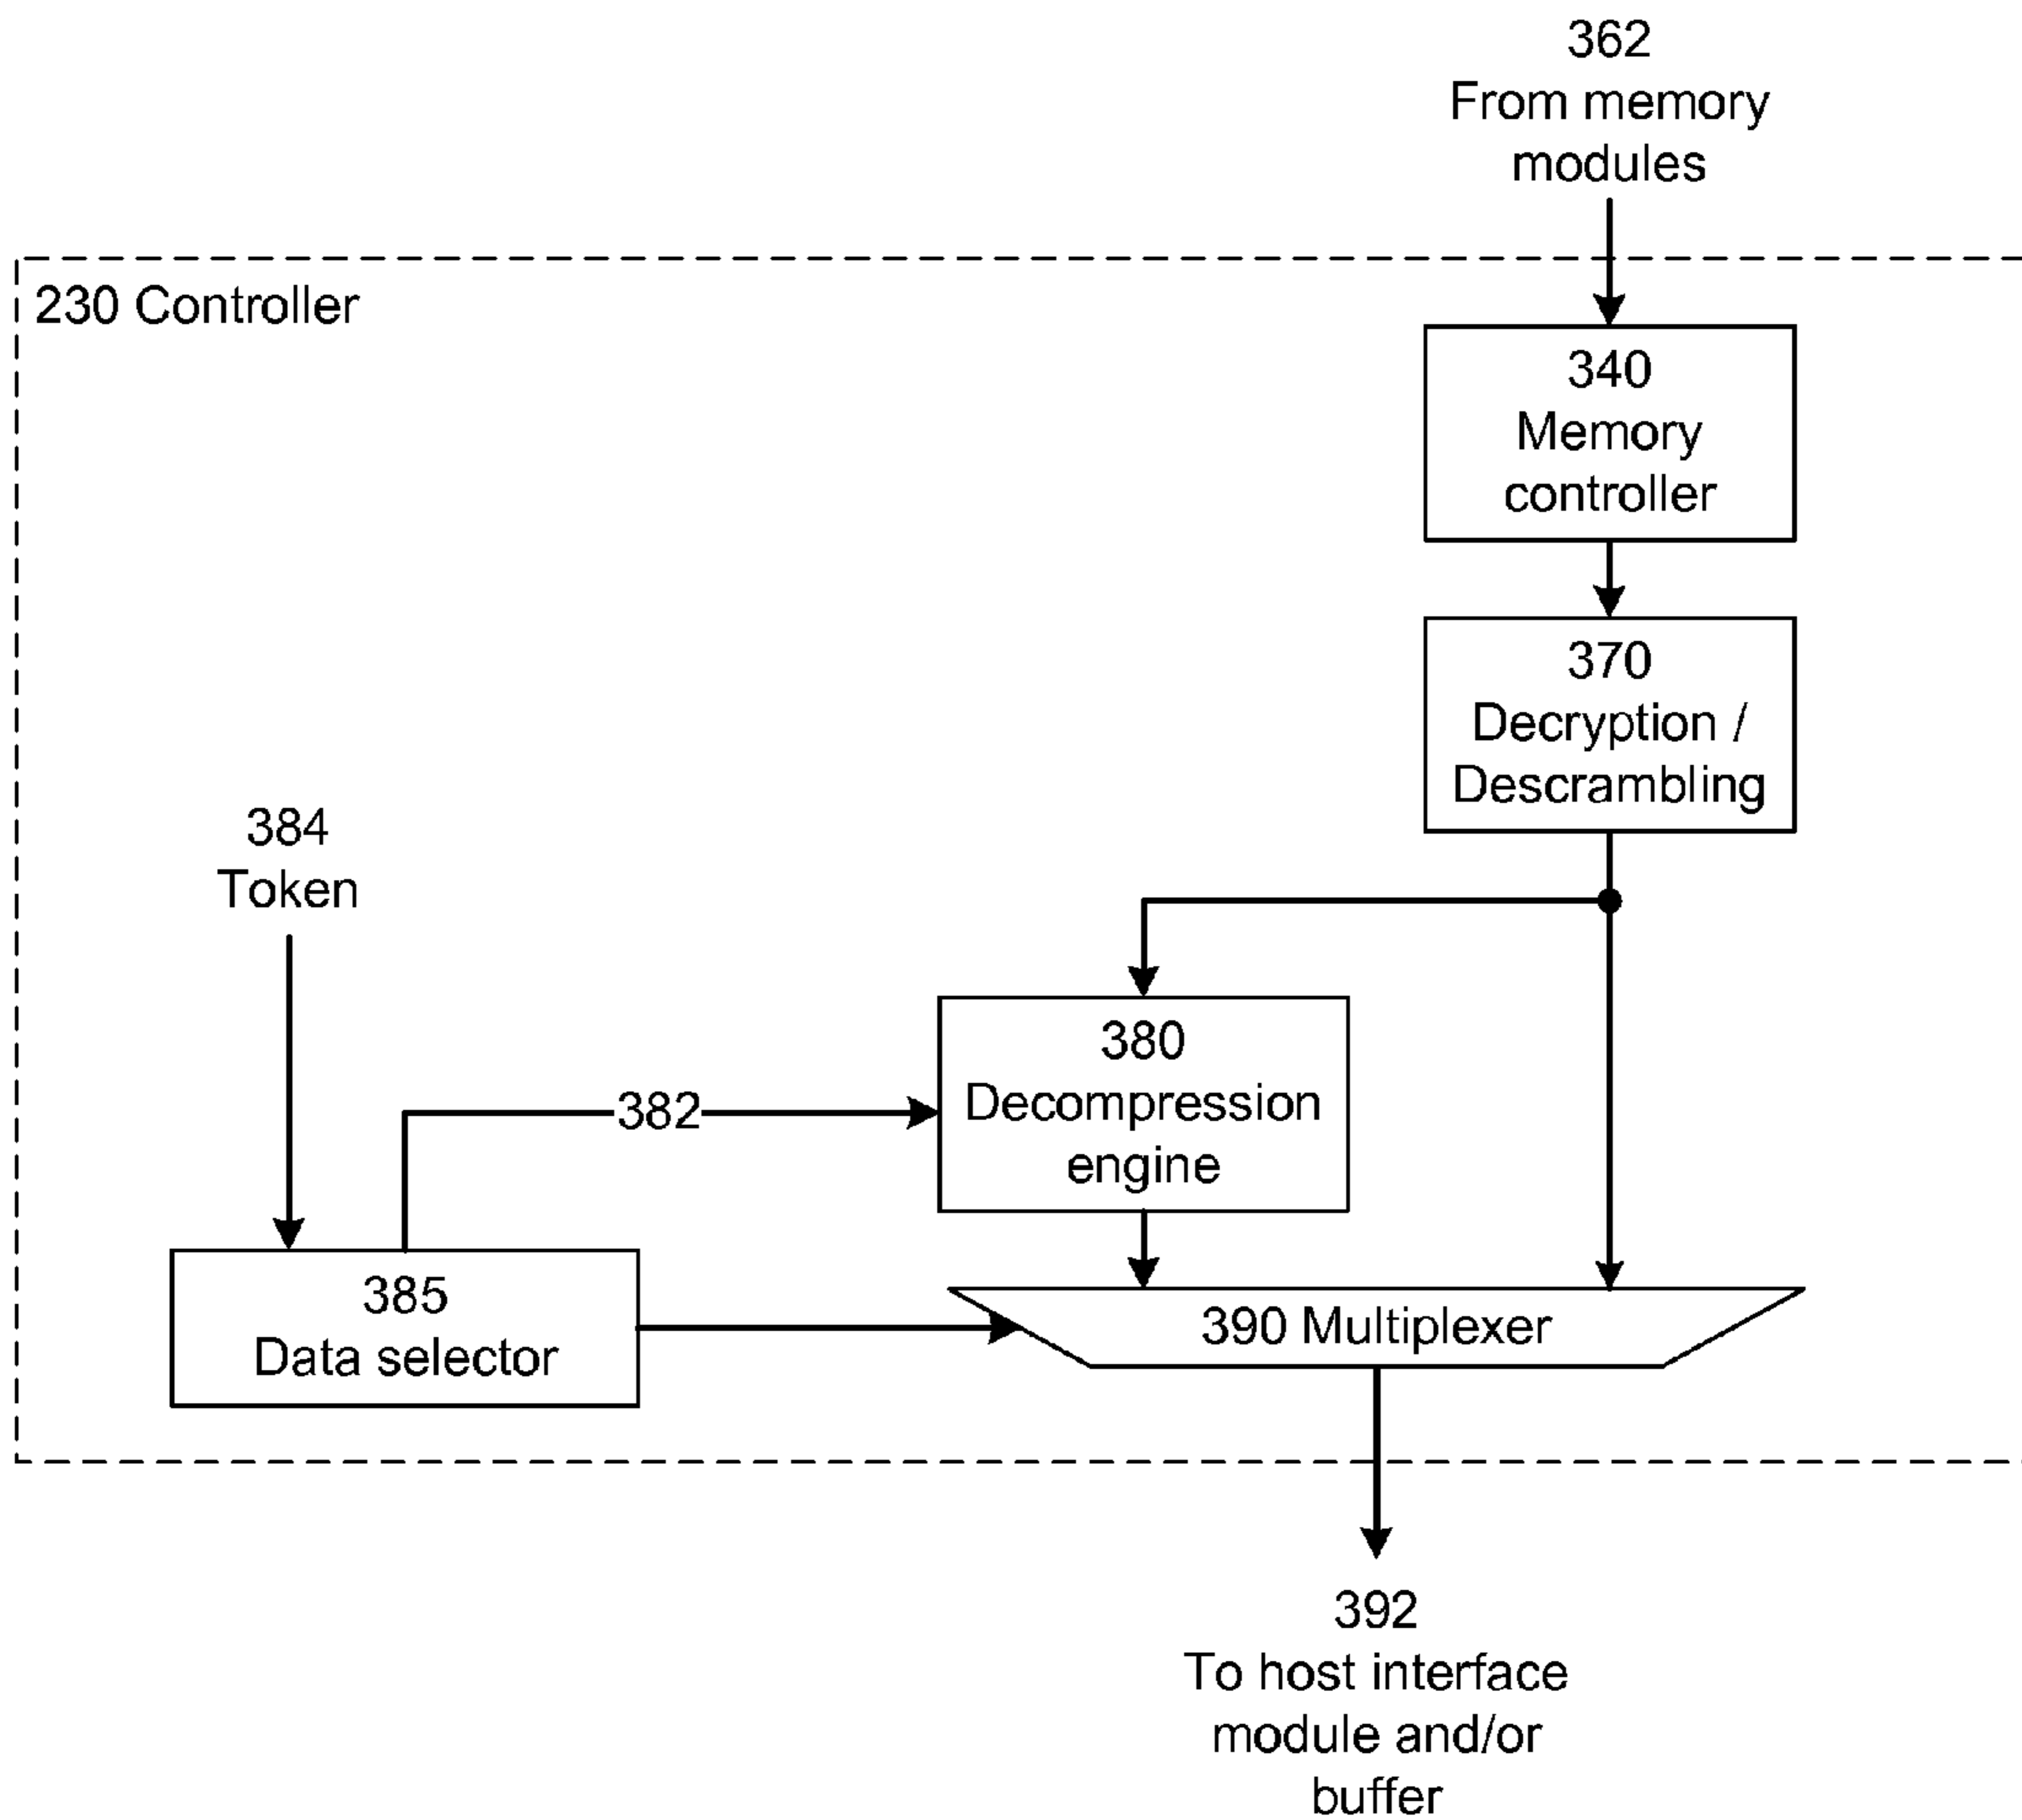 362
From memory
modules
230 Controller
340
Memory
controller
370
Decryption /
Descrambling
384
Token
380
Decompression
engine
382
385
Data selector
390 Multiplexer
392
To host interface
module and/or
buffer